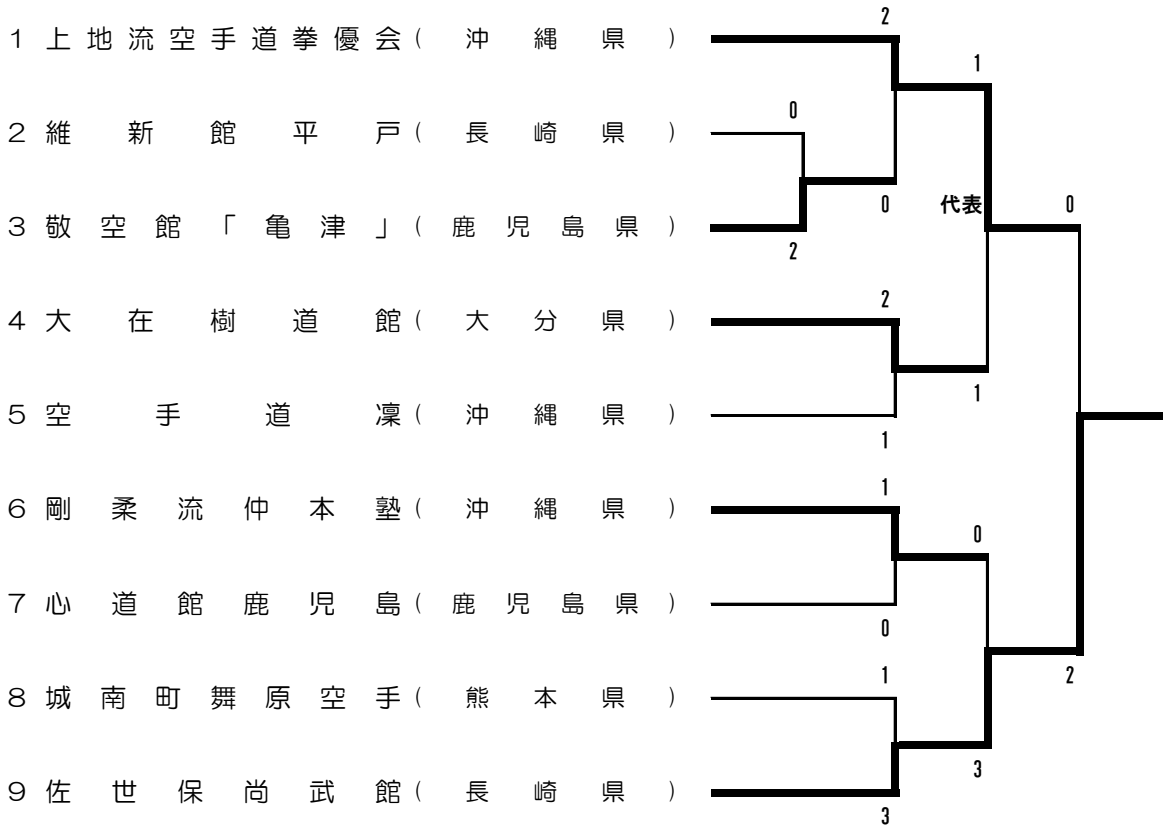 2
1 上地流空手道拳優会(沖縄県)
1
0
2 維新館平戸(長崎県)
0 代表 0
3 敬空館「亀津」(鹿児島県)
2
2
4 大在樹道館(大分県)
1
5 空手道凜(沖縄県)
1
1
6 剛柔流仲本塾(沖縄県)
0
7 心道館鹿児島(鹿児島県)
0
1 2
8 城南町舞原空手(熊本県)
3
9 佐世保尚武館(長崎県)
3